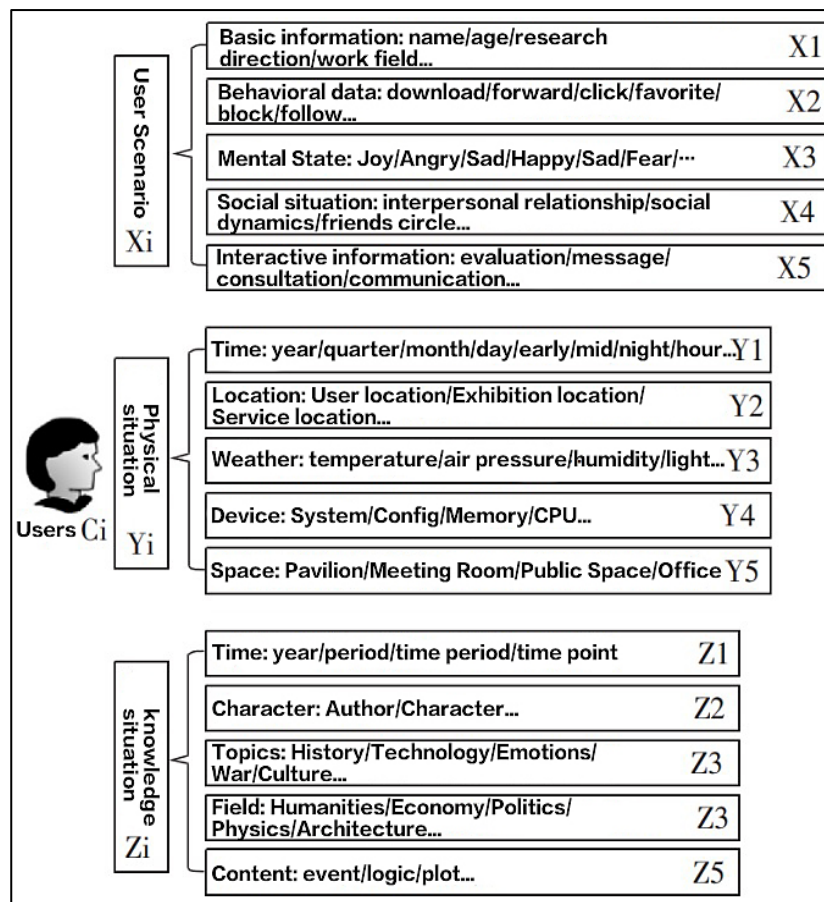 User Scenario
Xi
Basic information: name/age/research
direction/work field...
X1
Behavioral data: download/forward/click/favorite/
block/follow...
X2
Mental State: Joy/Angry/Sad/Happy/Sad/Fear/···
X3
Social situation: interpersonal relationship/social
dynamics/friends circle...
X4
Interactive information: evaluation/message/
consultation/communication...
X5
Users Ci
Physical
situation
Yi
Time: year/quarter/month/day/early/mid/night/hour...Y1
Location: User location/Exhibition location/
Service location...
Y2
Weather: temperature/air pressure/humidity/light...Y3
Device: System/Config/Memory/CPU...
Y4
Space: Pavilion/Meeting Room/Public Space/Office Y5
knowledge
situation
Zi
Time: year/period/time period/time point
Z1
Character: Author/Character...
Z2
Topics: History/Technology/Emotions/
War/Culture...
Z3
Field: Humanities/Economy/Politics/
Physics/Architecture...
Z3
Content: event/logic/plot...
Z5